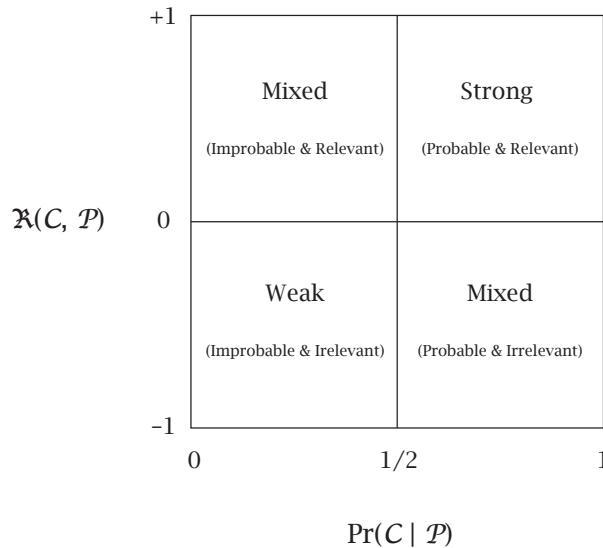 +1
Mixed Strong
(Improbable & Relevant) (Probable & Relevant)
ℜ(C, P) 0
Weak Mixed
(Improbable & Irelevant) (Probable & Irrelevant)
–1
0 1/2 1
Pr(C | P)